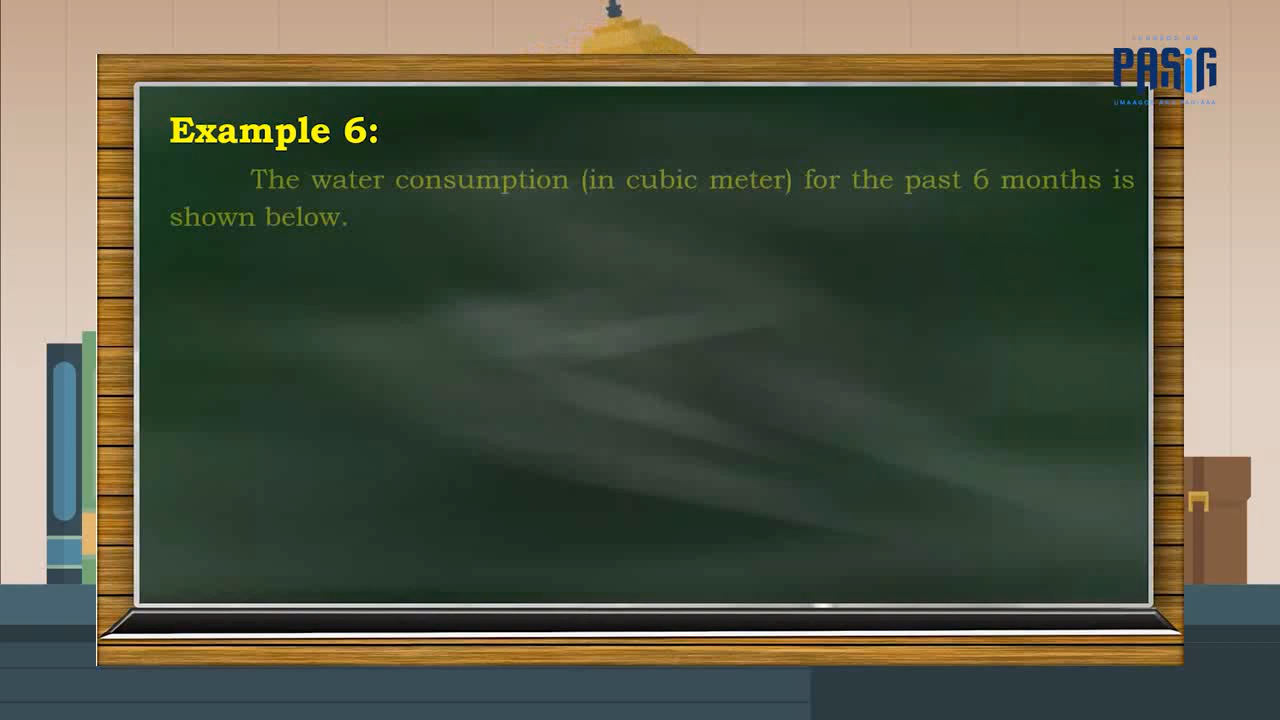 PASiG
Example 6:
The water consumption (in cubic meter) for the past 6 months is
shown below.